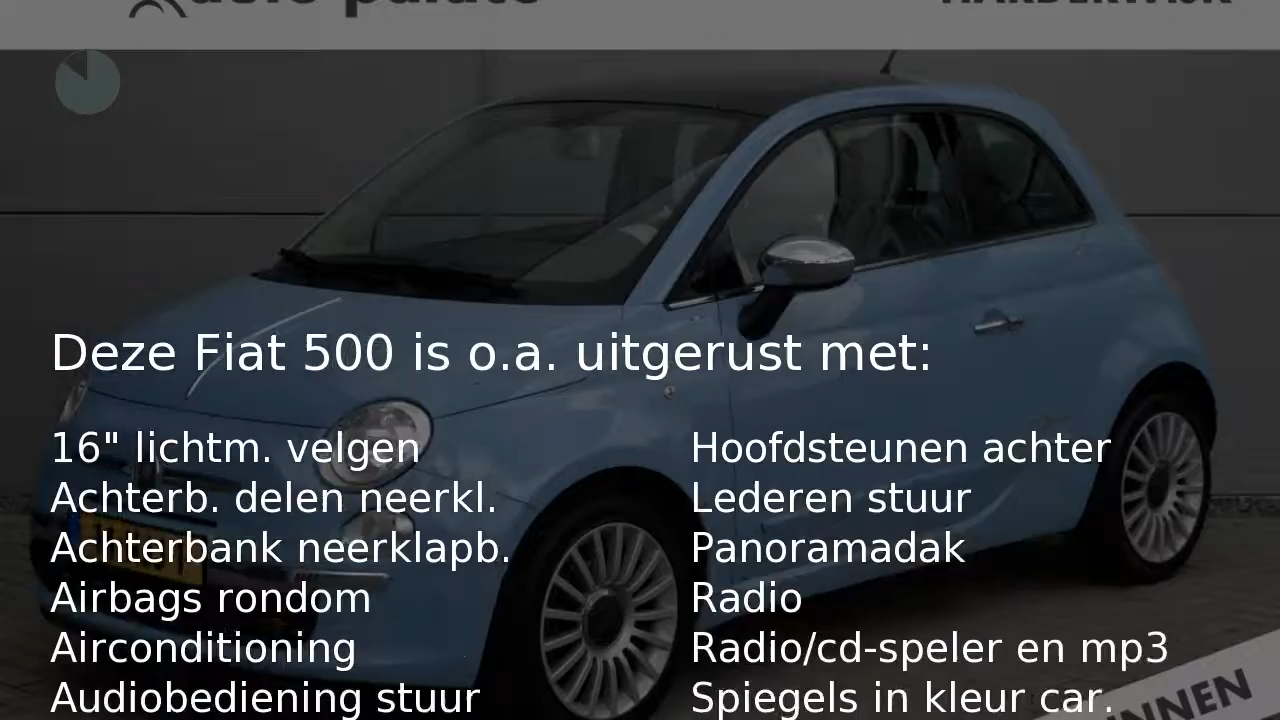 Deze Fiat 500 is o.a. uitgerust met:
16" lichtm. velgen
Achterb. delen neerkl.
Achterbank neerklapb.
Airbags rondom
Airconditioning
Audiobediening stuur
Hoofdsteunen achter
Lederen stuur
Panoramadak
Radio
Radio/cd-speler en mp3
Spiegels in kleur car.